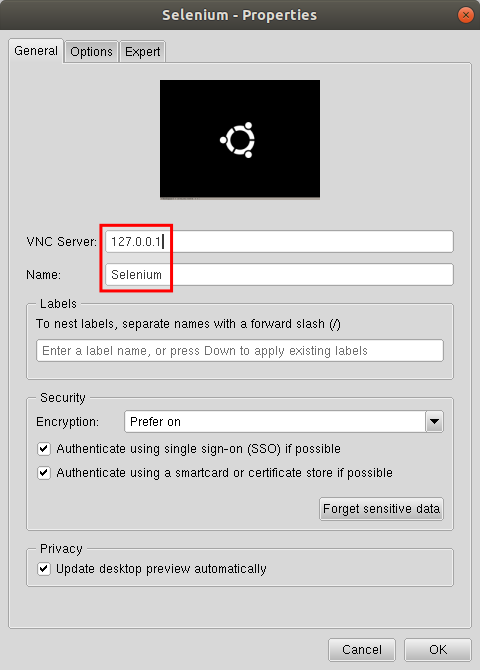 Selenium - Properties
General Options Expert
VNC Server: 127.0.0.1
Name: Selenium
Labels
To nest labels, separate names with a forward slash (/)
Enter a label name, or press Down to apply existing labels
Security
Encryption: Prefer on
Authenticate using single sign-on (SSO) if possible
Authenticate using a smartcard or certificate store if possible
Forget sensitive data
Privacy
Update desktop preview automatically
Cancel OK